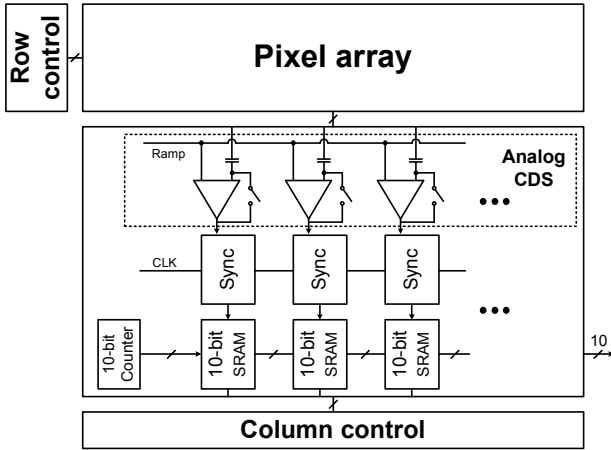 Row
control
Pixel array
Ramp
Analog
CDS
CLK
Sync
Sync
Sync
10-bit
Counter
10-bit
SRAM
10-bit
SRAM
10-bit
SRAM
10
Column control